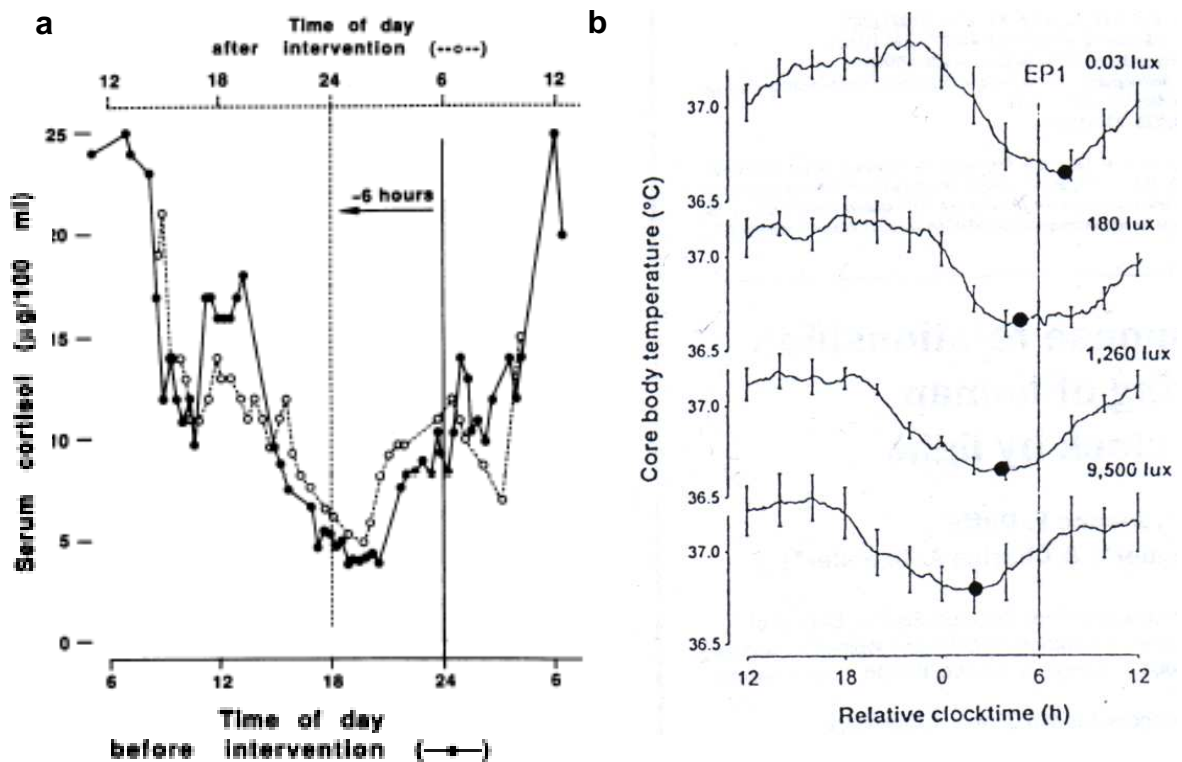 a
Time of day
after intervention (--o--)
12 18 24 6 12
Serum cortisol (µg/100 ml)
25
20
15
10
5
0
–6 hours
6 12 18 24 6
Time of day
before intervention (—•—)
b
Core body temperature (°C)
EP1
0.03 lux
37.0
36.5
180 lux
37.0
36.5
1,260 lux
37.0
36.5
9,500 lux
37.0
36.5
12 18 0 6 12
Relative clocktime (h)